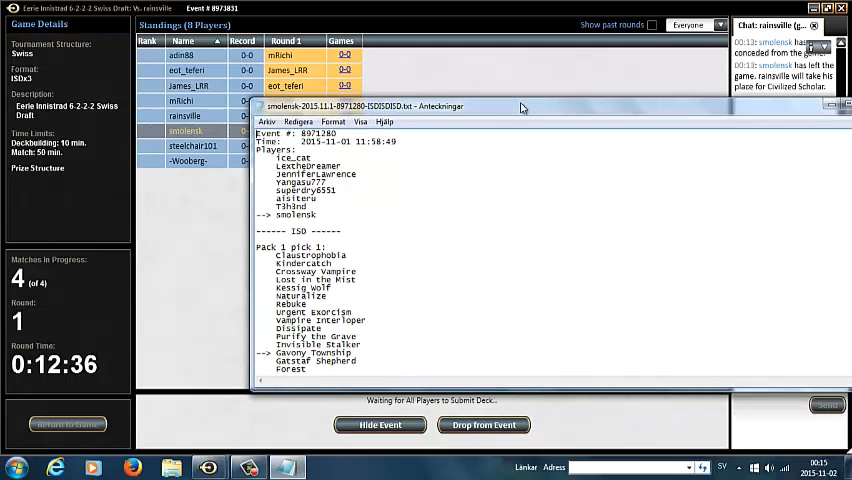 Eerie Innistrad 6-2-2-2 Swiss Draft: Vs. rainsville Event # 8973831
Game Details
Tournament Structure:
Swiss
Format:
ISDx3
Description:
Eerie Innistrad 6-2-2-2 Swiss
Draft
Time Limits:
Deckbuilding: 10 min.
Match: 50 min.
Prize Structure
Matches In Progress:
4 (of 4)
Round:
1
Round Time:
0:12:36
Return to Game
Standings (8 Players)
Show past rounds
Everyone
Rank Name Record Round 1 Games
adin88 0-0 mRichi 0-0
eot_teferi 0-0 James_LRR 0-0
James_LRR 0-0 eot_teferi 0-0
mRichi
rainsville
smolensk
steelchair101
-Wooberg-
Chat: rainsville (g...
00:13: smolensk has
conceded from the game.
00:13: smolensk has left the
game. rainsville will take his
place for Civilized Scholar.
smolensk-2015.11.1-8971280-ISDISDISD.txt - Anteckningar
Arkiv Redigera Format Visa Hjälp
Event #: 8971280
Time: 2015-11-01 11:58:49
Players:
ice_cat
LextheDreamer
JenniferLawrence
Yangasu777
superdry6551
aisiteru
T3h3nd
--> smolensk
------ ISD ------
Pack 1 pick 1:
Claustrophobia
Kindercatch
Crossway Vampire
Lost in the Mist
Kessig Wolf
Naturalize
Rebuke
Urgent Exorcism
Vampire Interloper
Dissipate
Purify the Grave
Invisible Stalker
--> Gavony Township
Gatstaf Shepherd
Forest
Waiting for All Players to Submit Deck...
Hide Event
Drop from Event
Send
Länkar Adress
SV
00:15
2015-11-02